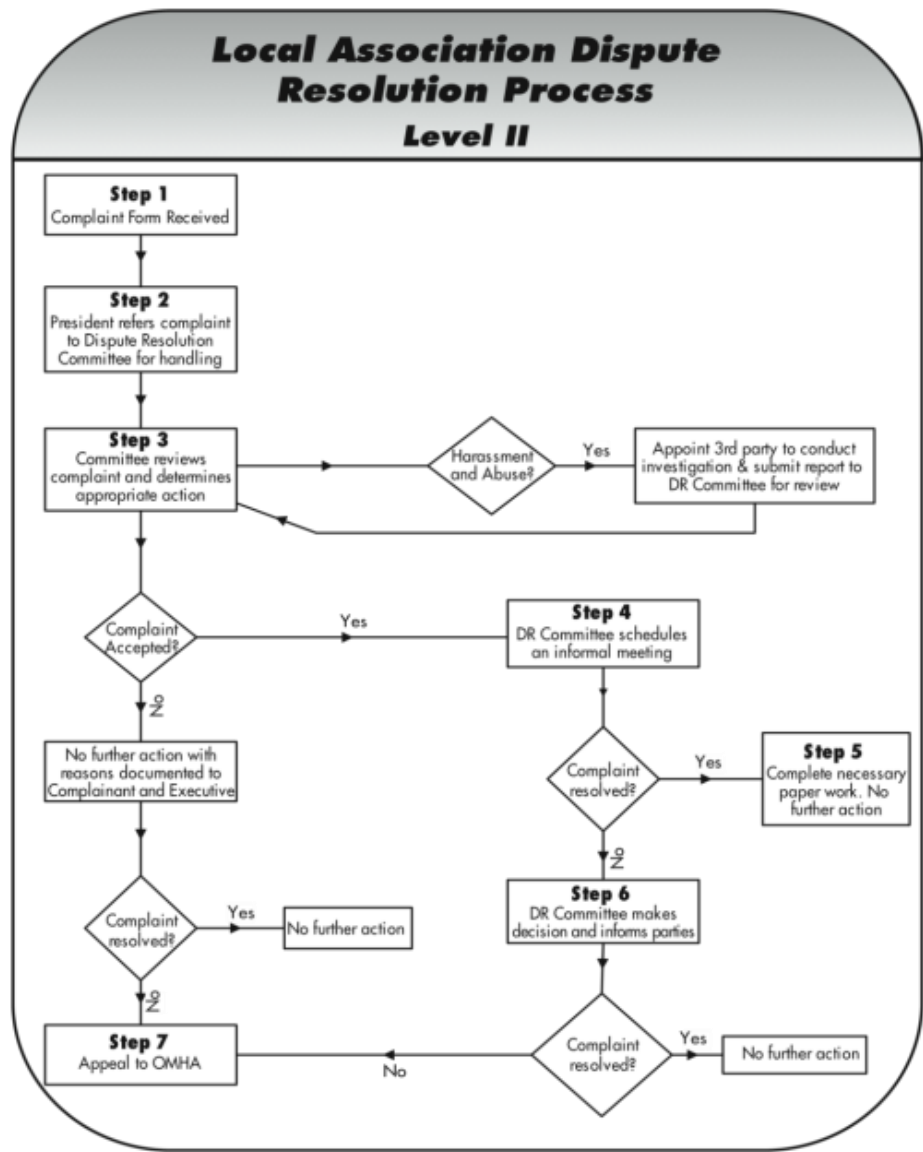 Local Association Dispute
Resolution Process
Level II
Step 1
Complaint Form Received
Step 2
President refers complaint
to Dispute Resolution
Committee for handling
Step 3
Committee reviews
complaint and determines
appropriate action
Harassment
and Abuse?
Yes
Appoint 3rd party to conduct
investigation & submit report to
DR Committee for review
Complaint
Accepted?
Yes
Step 4
DR Committee schedules
an informal meeting
No
No further action with
reasons documented to
Complainant and Executive
Complaint
resolved?
Yes
Step 5
Complete necessary
paper work. No
further action
No
Step 6
DR Committee makes
decision and informs parties
Complaint
resolved?
Yes
No further action
No
Step 7
Appeal to OMHA
No
Complaint
resolved?
Yes
No further action